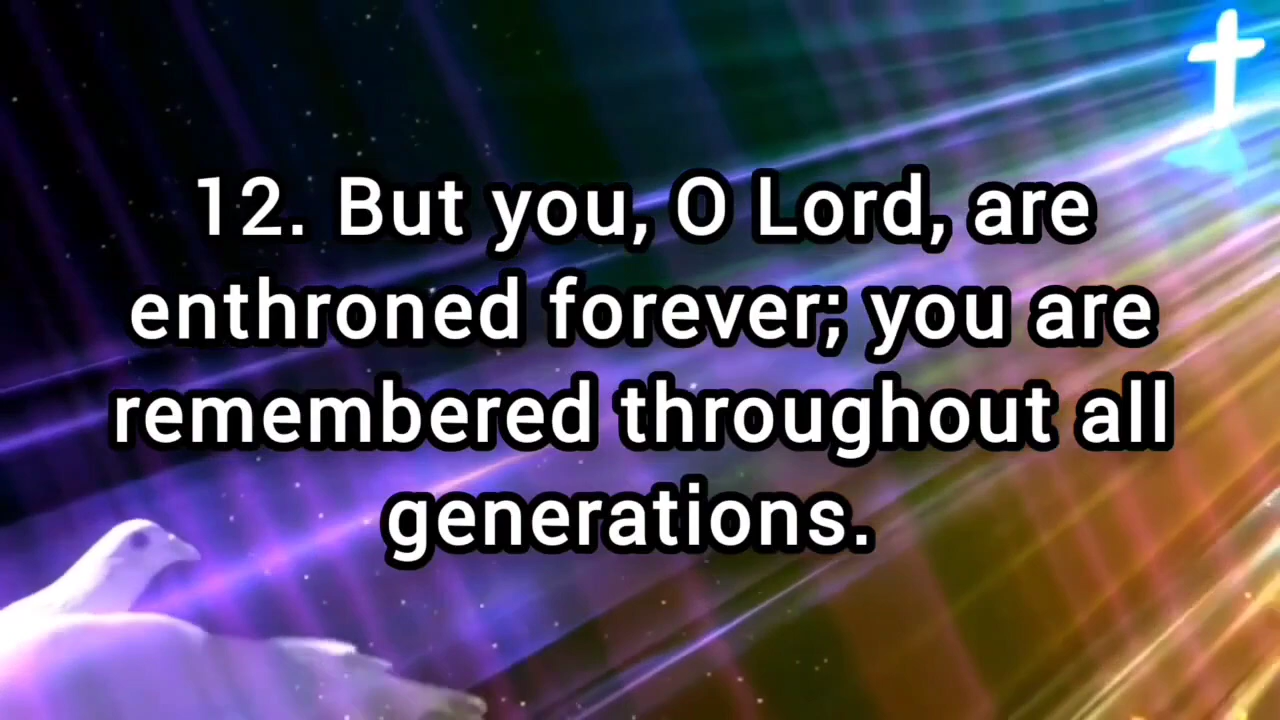 12. But you, O Lord, are
enthroned forever; you are
remembered throughout all
generations.